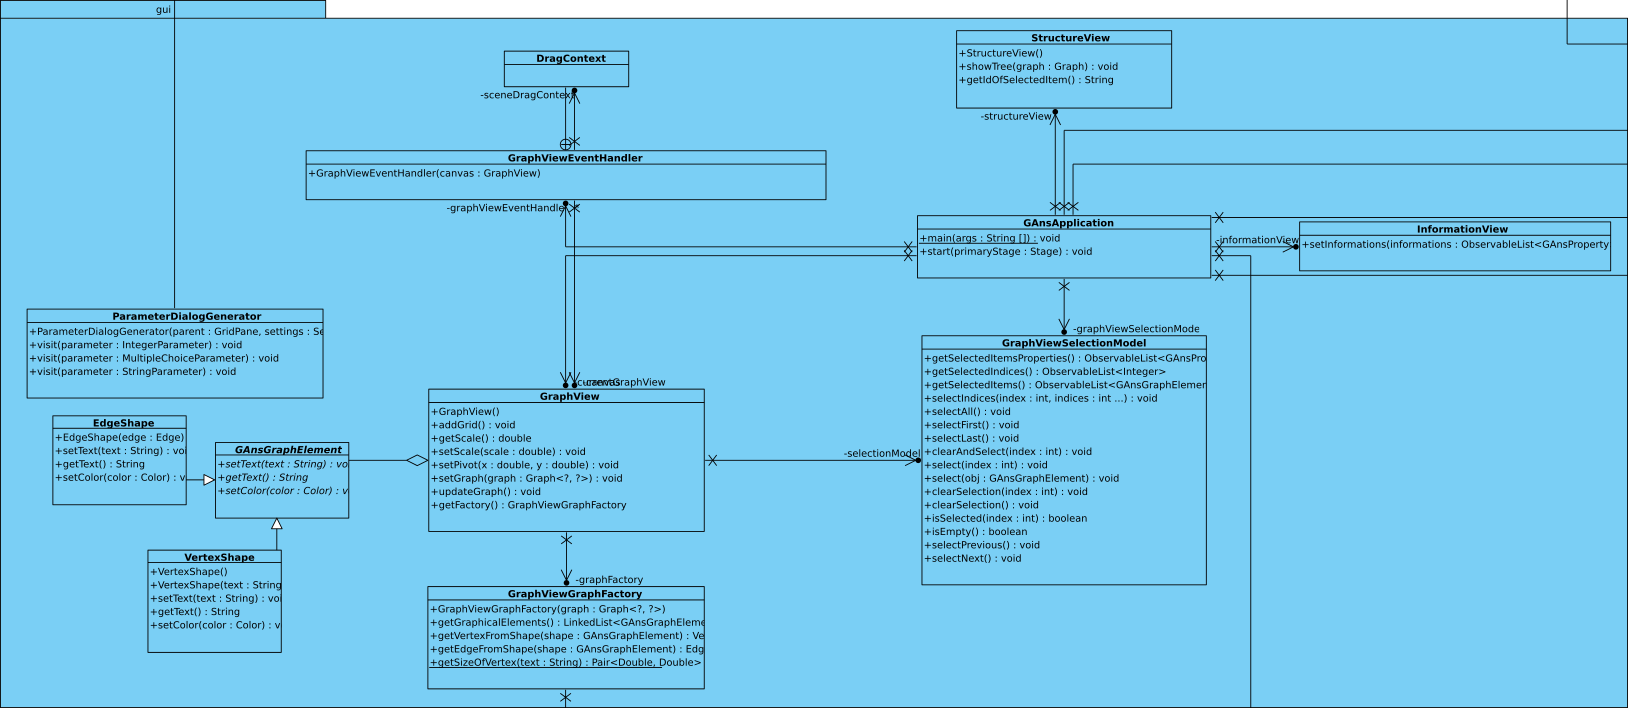 gui
StructureView
+StructureView()
+showTree(graph : Graph) : void
+getIdOfSelectedItem() : String
-structureView
DragContext
-sceneDragContext
GraphViewEventHandler
+GraphViewEventHandler(canvas : GraphView)
-graphViewEventHandler
GAnsApplication
+main(args : String []) : void
+start(primaryStage : Stage) : void
-informationView
InformationView
+setInformations(informations : ObservableList<GAnsProperty
-graphViewSelectionMode
ParameterDialogGenerator
+ParameterDialogGenerator(parent : GridPane, settings : Se
+visit(parameter : IntegerParameter) : void
+visit(parameter : MultipleChoiceParameter) : void
+visit(parameter : StringParameter) : void
GraphViewSelectionModel
+getSelectedItemsProperties() : ObservableList<GAnsPro
+getSelectedIndices() : ObservableList<Integer>
+getSelectedItems() : ObservableList<GAnsGraphElemer
+selectIndices(index : int, indices : int ...) : void
+selectAll() : void
+selectFirst() : void
+selectLast() : void
+clearAndSelect(index : int) : void
+select(index : int) : void
+select(obj : GAnsGraphElement) : void
+clearSelection(index : int) : void
+clearSelection() : void
+isSelected(index : int) : boolean
+isEmpty() : boolean
+selectPrevious() : void
+selectNext() : void
-currentGraphView
GraphView
+GraphView()
+addGrid() : void
+getScale() : double
+setScale(scale : double) : void
+setPivot(x : double, y : double) : void
+setGraph(graph : Graph<?, ?>) : void
+updateGraph() : void
+getFactory() : GraphViewGraphFactory
-selectionModel
EdgeShape
+EdgeShape(edge : Edge)
+setText(text : String) : voi
+getText() : String
+setColor(color : Color) : v
GAnsGraphElement
+setText(text : String) : vo
+getText() : String
+setColor(color : Color) : v
VertexShape
+VertexShape()
+VertexShape(text : String
+setText(text : String) : voi
+getText() : String
+setColor(color : Color) : v
-graphFactory
GraphViewGraphFactory
+GraphViewGraphFactory(graph : Graph<?, ?>)
+getGraphicalElements() : LinkedList<GAnsGraphEleme
+getVertexFromShape(shape : GAnsGraphElement) : Ve
+getEdgeFromShape(shape : GAnsGraphElement) : Edg
+getSizeOfVertex(text : String) : Pair<Double, Double>